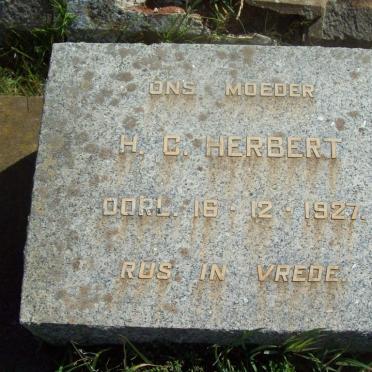 ONS MOEDER
H. C. HERBERT
OORL. 16 - 12 - 1927.
RUS IN VREDE.